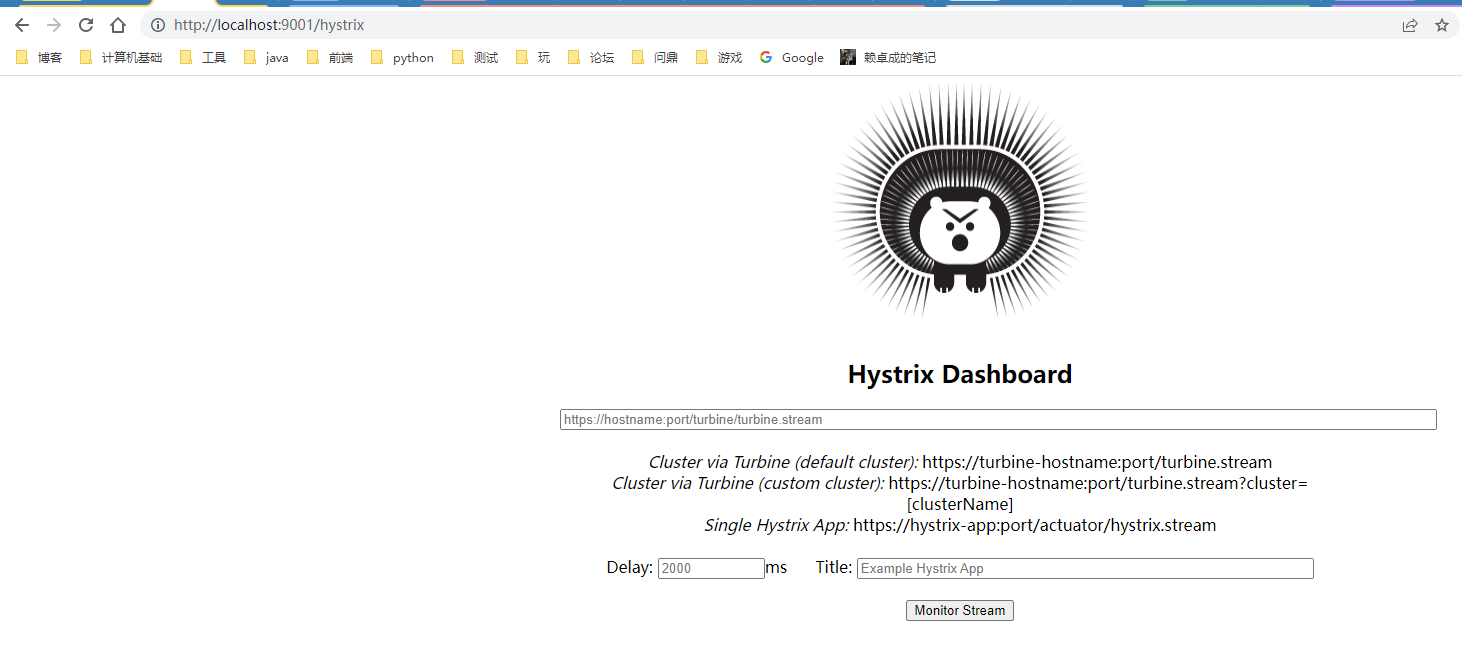 http://localhost:9001/hystrix
博客 计算机基础 工具 java 前端 python 测试 玩 论坛 问鼎 游戏 Google 赖卓成的笔记
Hystrix Dashboard
https://hostname:port/turbine/turbine.stream
Cluster via Turbine (default cluster): https://turbine-hostname:port/turbine.stream
Cluster via Turbine (custom cluster): https://turbine-hostname:port/turbine.stream?cluster=
[clusterName]
Single Hystrix App: https://hystrix-app:port/actuator/hystrix.stream
Delay: 2000 ms Title: Example Hystrix App
Monitor Stream